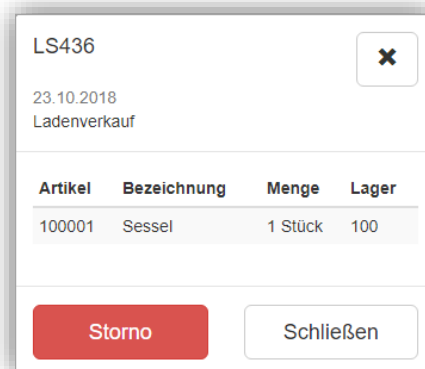 LS436
23.10.2018
Ladenverkauf
Artikel Bezeichnung Menge Lager
100001 Sessel 1 Stück 100
Storno Schließen